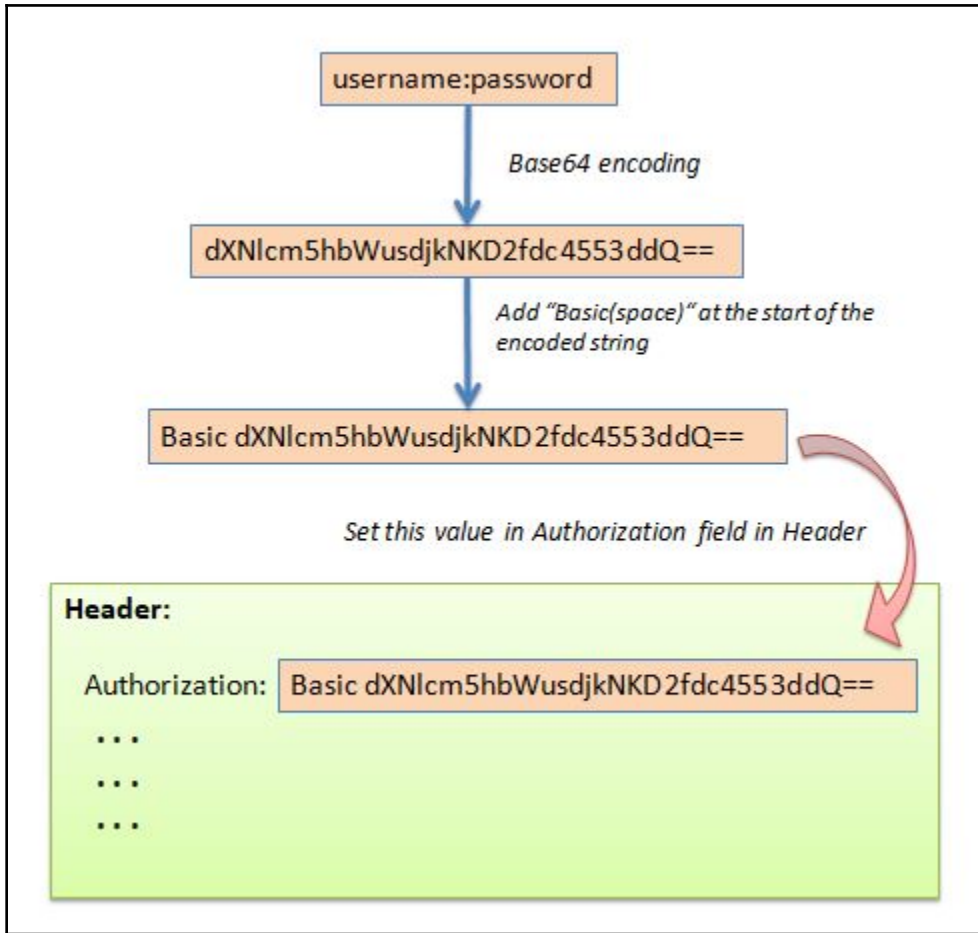 username:password
Base64 encoding
dXNlcm5hbWusdjkNKD2fdc4553ddQ==
Add “Basic(space)“ at the start of the
encoded string
Basic dXNlcm5hbWusdjkNKD2fdc4553ddQ==
Set this value in Authorization field in Header
Header:
Authorization: Basic dXNlcm5hbWusdjkNKD2fdc4553ddQ==
...
...
...